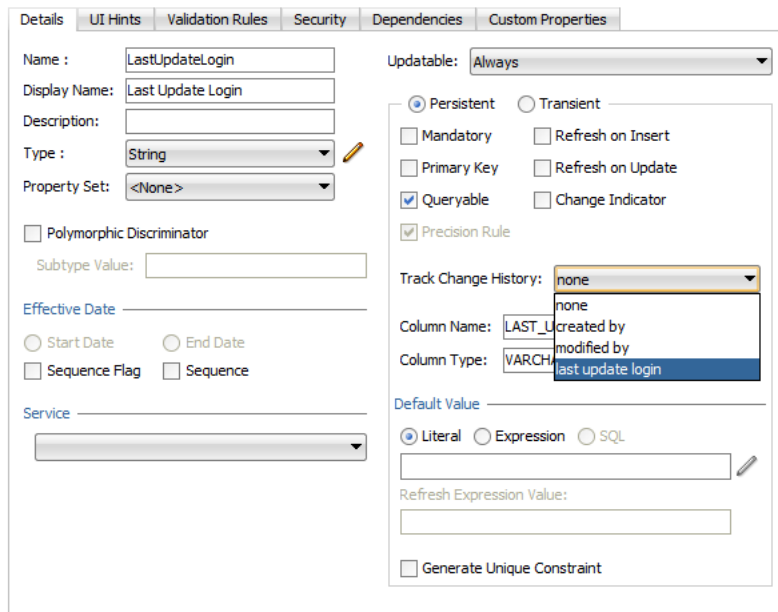 Details UI Hints Validation Rules Security Dependencies Custom Properties
Name : LastUpdateLogin
Display Name: Last Update Login
Description:
Type : String
Property Set: <None>
Polymorphic Discriminator
Subtype Value:
Effective Date
Start Date End Date
Sequence Flag Sequence
Service
Updatable: Always
Persistent Transient
Mandatory Refresh on Insert
Primary Key Refresh on Update
Queryable Change Indicator
Precision Rule
Track Change History: none
none
created by
modified by
last update login
Column Name: LAST_U
Column Type: VARCHA
Default Value
Literal Expression SQL
Refresh Expression Value:
Generate Unique Constraint